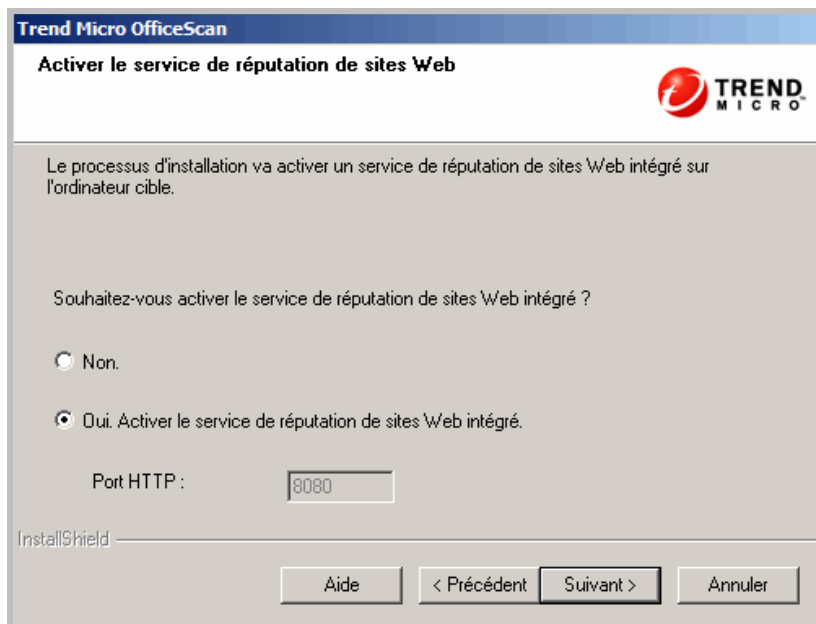 Trend Micro OfficeScan
Activer le service de réputation de sites Web
TREND
MICRO™
Le processus d'installation va activer un service de réputation de sites Web intégré sur
l'ordinateur cible.
Souhaitez-vous activer le service de réputation de sites Web intégré ?
Non.
Oui. Activer le service de réputation de sites Web intégré.
Port HTTP :
8080
InstallShield
Aide
< Précédent
Suivant >
Annuler